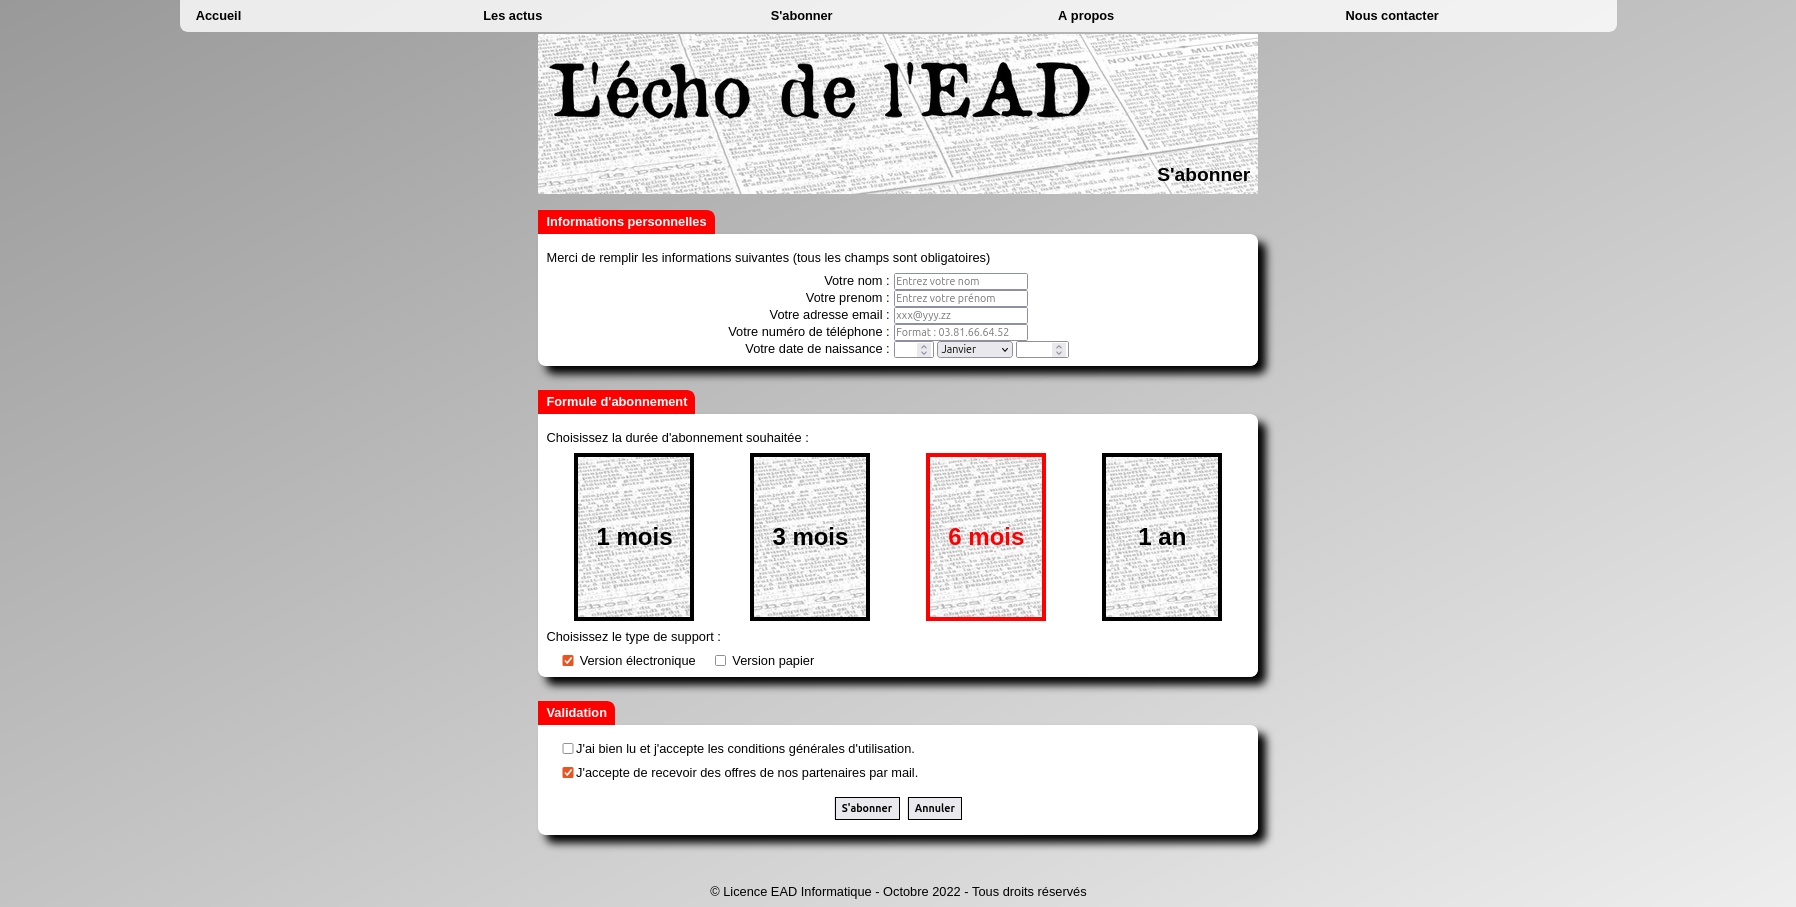 Accueil Les actus S'abonner A propos Nous contacter
L'écho de l'EAD
NOUVELLES MILITAIRES
S'abonner
Informations personnelles
Merci de remplir les informations suivantes (tous les champs sont obligatoires)
Votre nom : Entrez votre nom
Votre prenom : Entrez votre prénom
Votre adresse email : xxx@yyy.zz
Votre numéro de téléphone : Format : 03.81.66.64.52
Votre date de naissance : Janvier
Formule d'abonnement
Choisissez la durée d'abonnement souhaitée :
1 mois 3 mois 6 mois 1 an
Choisissez le type de support :
Version électronique Version papier
Validation
J'ai bien lu et j'accepte les conditions générales d'utilisation.
J'accepte de recevoir des offres de nos partenaires par mail.
S'abonner Annuler
© Licence EAD Informatique - Octobre 2022 - Tous droits réservés